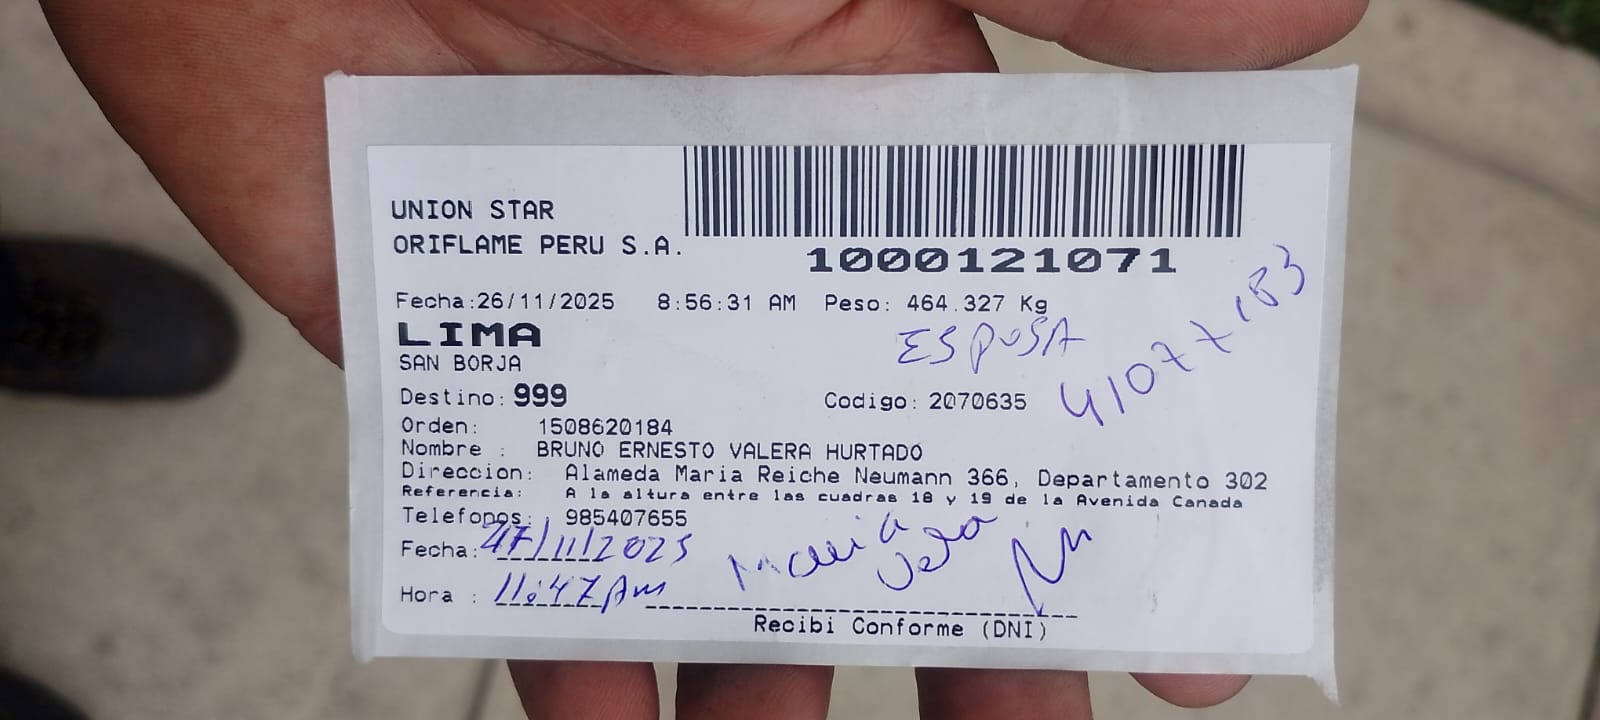 UNION STAR
ORIFLAME PERU S.A.
1000121071
Fecha:26/11/2025 8:56:31 AM Peso: 464.327 Kg
LIMA
ESPOSA
SAN BORJA
Destino: 999
Codigo: 2070635
Orden: 1508620184
Nombre : BRUNO ERNESTO VALERA HURTADO
Direccion: Alameda Maria Reiche Neumann 366, Departamento 302
Referencia: A la altura entre las cuadras 18 y 19 de la Avenida Canada
Telefonos: 985407655
Fecha: /11/2025
Maria
Hora : 11:47 Am
Recibi Conforme (DNI)